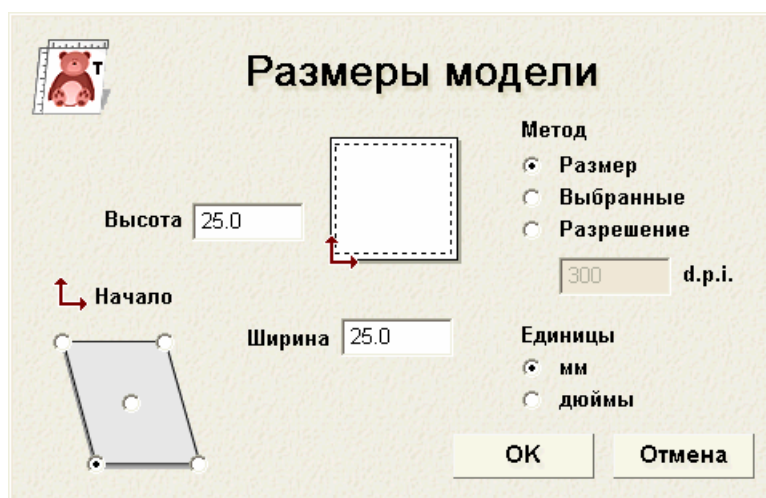 Размеры модели
T
Метод
Размер
Выбранные
Разрешение
300 d.p.i.
Высота 25.0
Начало
Ширина 25.0
Единицы
мм
дюймы
OK Отмена